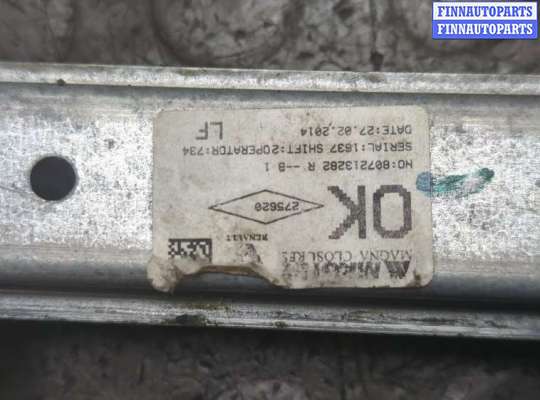 FINNAUTOPARTS
FINNAUTOPARTS
MAGNA CLOSURES
RENAULT
OK
275620
NO:807213282 R --B 1
SERIAL:1637 SHIFT:2OPERATOR:734
DATE:27.02.2014
LF